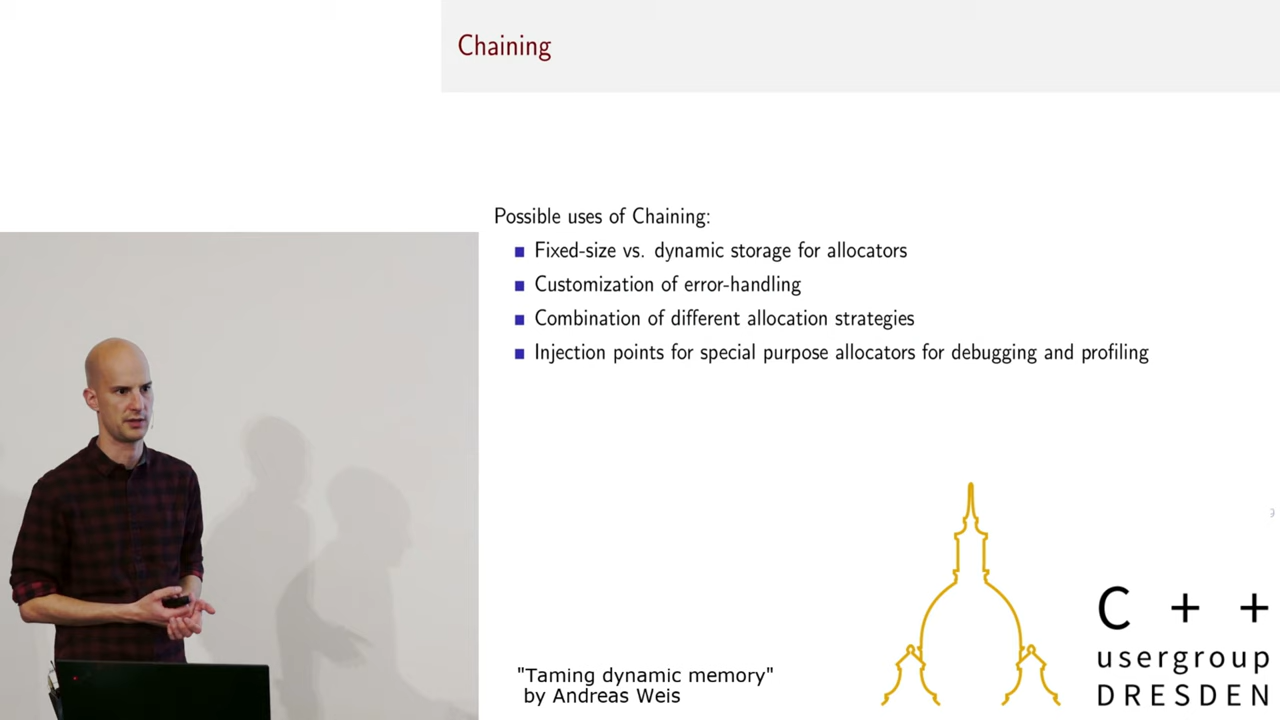 Chaining
Possible uses of Chaining:
Fixed-size vs. dynamic storage for allocators
Customization of error-handling
Combination of different allocation strategies
Injection points for special purpose allocators for debugging and profiling
9
"Taming dynamic memory"
by Andreas Weis
C + +
usergroup
DRESDEN